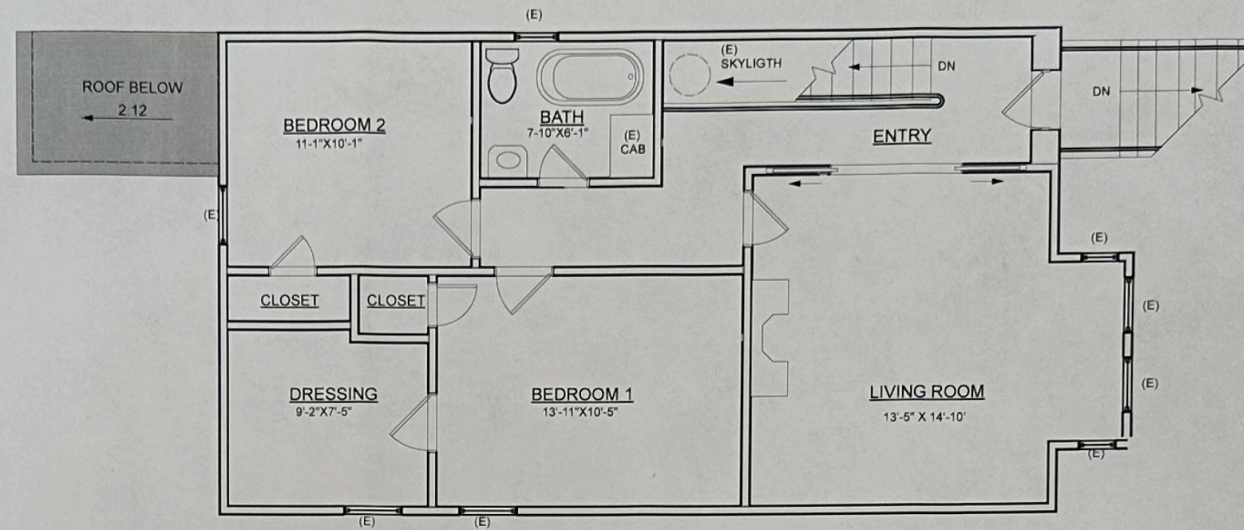 (E)
ROOF BELOW
2.12
BEDROOM 2
11-1"X10'-1"
BATH
7-10"X6'-1"
(E)
CAB
(E)
SKYLIGTH
DN
DN
ENTRY
(E)
(E)
(E)
(E)
CLOSET
CLOSET
DRESSING
9'-2"X7'-5"
BEDROOM 1
13'-11"X10'-5"
LIVING ROOM
13'-5" X 14'-10'
(E)
(E)
(E)